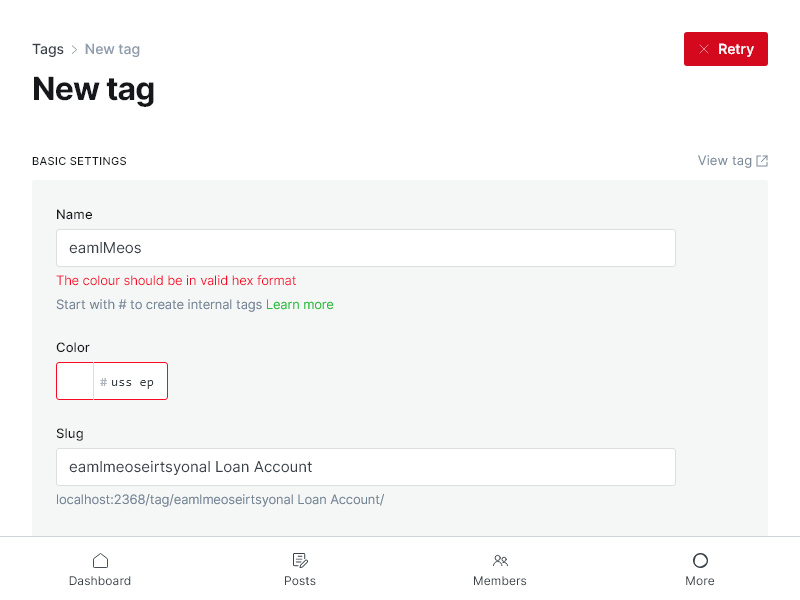 Tags > New tag
Retry
New tag
BASIC SETTINGS
View tag
Name
eamlMeos
The colour should be in valid hex format
Start with # to create internal tags Learn more
Color
# uss ep
Slug
eamlmeoseirtsyonal Loan Account
localhost:2368/tag/eamlmeoseirtsyonal Loan Account/
Dashboard
Posts
Members
More